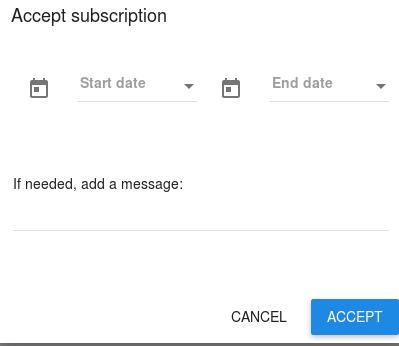 Accept subscription
Start date End date
If needed, add a message:
CANCEL ACCEPT